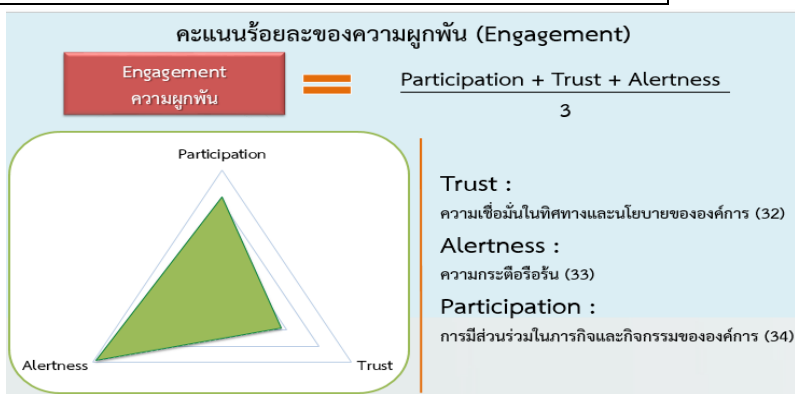 คะแนนร้อยละของความผูกพัน (Engagement)
Engagement
ความผูกพัน
Participation + Trust + Alertness
3
Participation
Alertness
Trust
Trust :
ความเชื่อมั่นในทิศทางและนโยบายขององค์การ (32)
Alertness :
ความกระตือรือร้น (33)
Participation :
การมีส่วนร่วมในภารกิจและกิจกรรมขององค์การ (34)